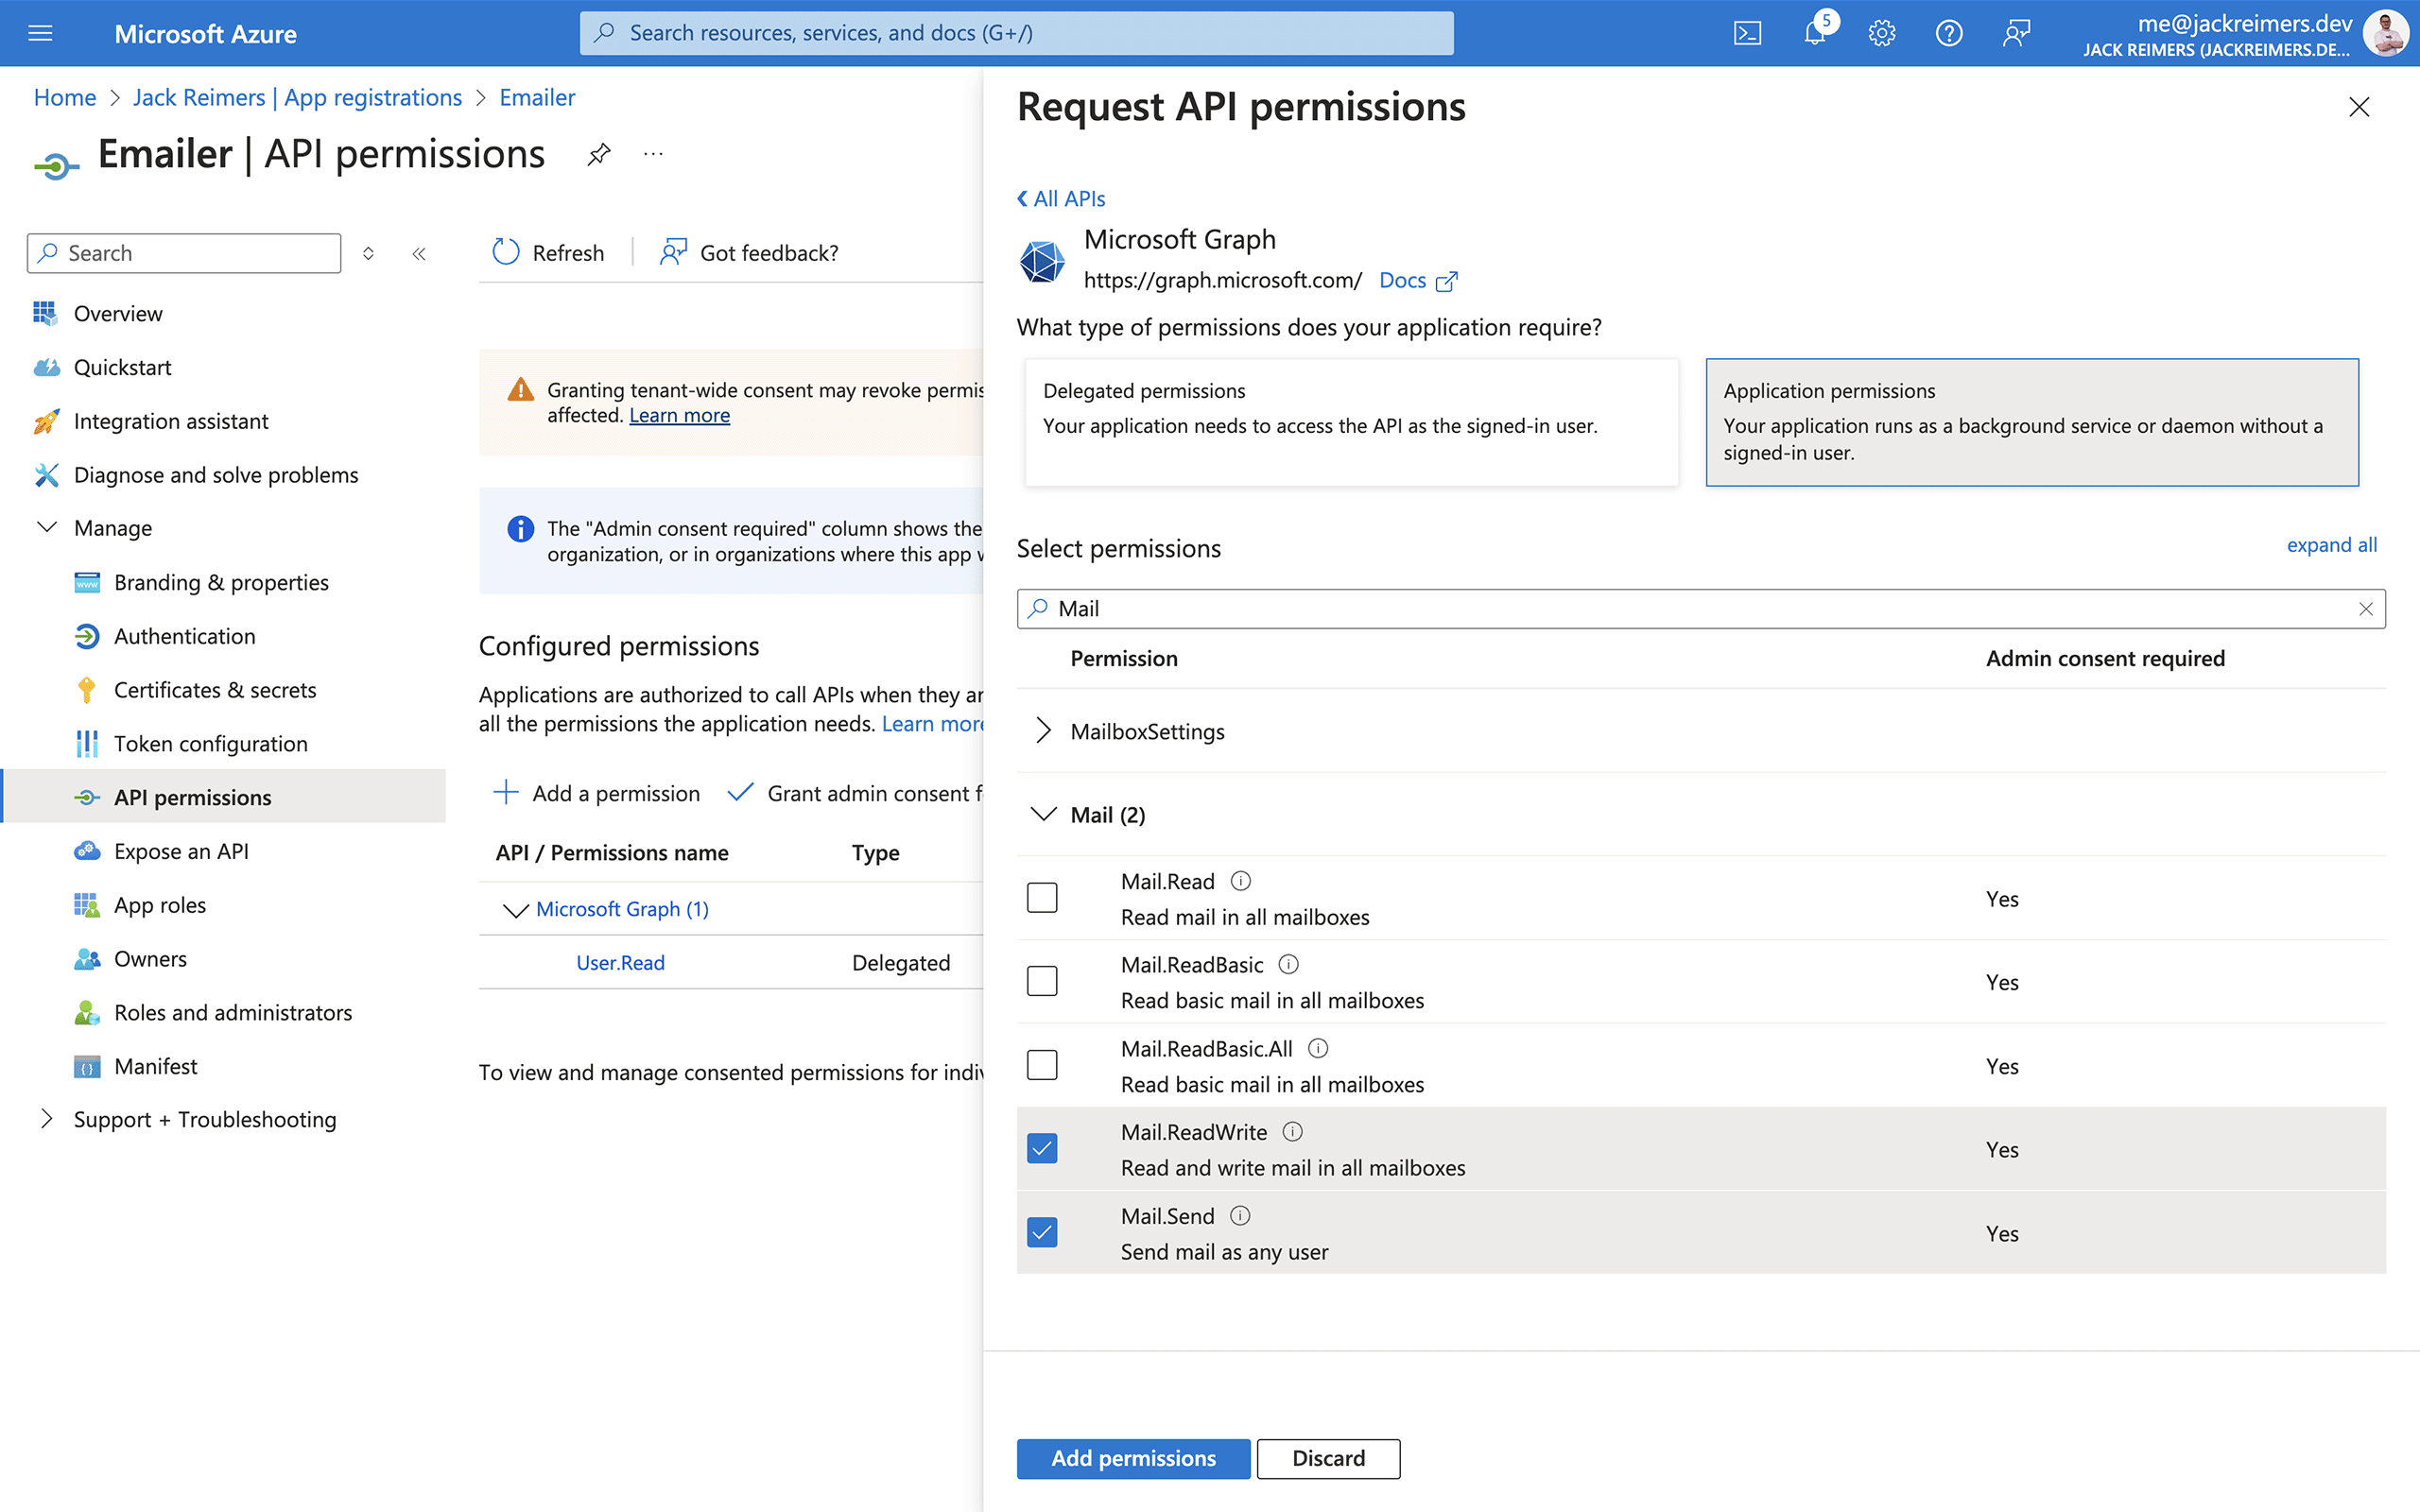 Microsoft Azure
Search resources, services, and docs (G+/)
5
me@jackreimers.dev
JACK REIMERS (JACKREIMERS.DE...
Home > Jack Reimers | App registrations > Emailer
Emailer | API permissions
...
Search
Overview
Quickstart
Integration assistant
Diagnose and solve problems
Manage
Branding & properties
Authentication
Certificates & secrets
Token configuration
API permissions
Expose an API
App roles
Owners
Roles and administrators
Manifest
Support + Troubleshooting
Refresh
Got feedback?
Granting tenant-wide consent may revoke permis
affected. Learn more
The "Admin consent required" column shows the
organization, or in organizations where this app
Configured permissions
Applications are authorized to call APIs when they ar
all the permissions the application needs. Learn more
Add a permission
Grant admin consent f
API / Permissions name
Type
Microsoft Graph (1)
User.Read
Delegated
To view and manage consented permissions for indiv
Request API permissions
All APIs
Microsoft Graph
https://graph.microsoft.com/ Docs
What type of permissions does your application require?
Delegated permissions
Your application needs to access the API as the signed-in user.
Application permissions
Your application runs as a background service or daemon without a
signed-in user.
Select permissions
expand all
Mail
Permission
Admin consent required
MailboxSettings
Mail (2)
Mail.Read
Read mail in all mailboxes
Yes
Mail.ReadBasic
Read basic mail in all mailboxes
Yes
Mail.ReadBasic.All
Read basic mail in all mailboxes
Yes
Mail.ReadWrite
Read and write mail in all mailboxes
Yes
Mail.Send
Send mail as any user
Yes
Add permissions
Discard